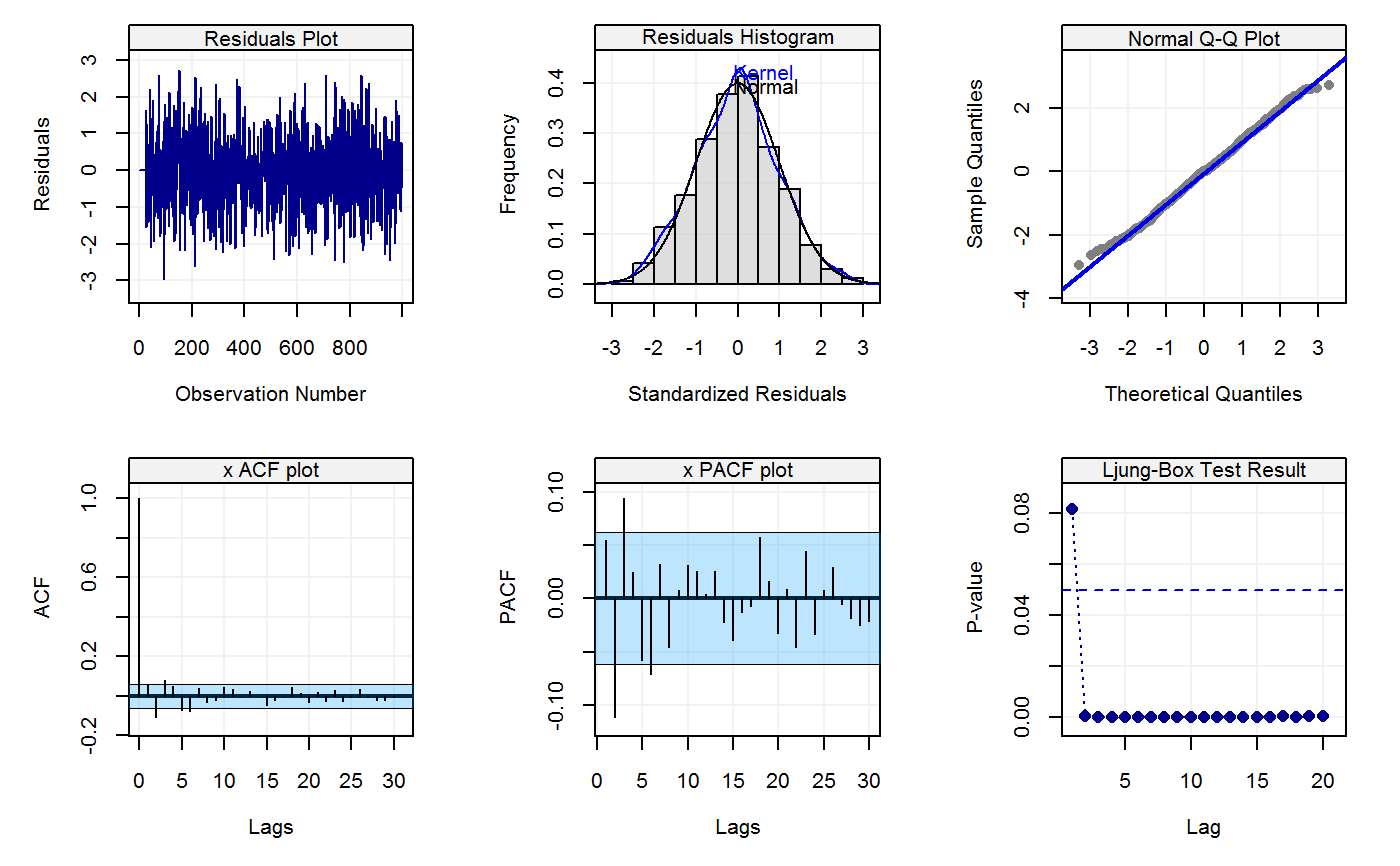 Residuals Plot
Residuals
3
2
1
0
-1
-2
-3
0 200 400 600 800
Observation Number
Residuals Histogram
Frequency
0.4
0.3
0.2
0.1
0.0
Kernel
Normal
-3 -2 -1 0 1 2 3
Standardized Residuals
Normal Q-Q Plot
Sample Quantiles
2
0
-2
-4
-3 -2 -1 0 1 2 3
Theoretical Quantiles
x ACF plot
ACF
1.0
0.6
0.2
-0.2
0 5 10 15 20 25 30
Lags
x PACF plot
PACF
0.10
0.00
-0.10
0 5 10 15 20 25 30
Lags
Ljung-Box Test Result
P-value
0.08
0.04
0.00
5 10 15 20
Lag